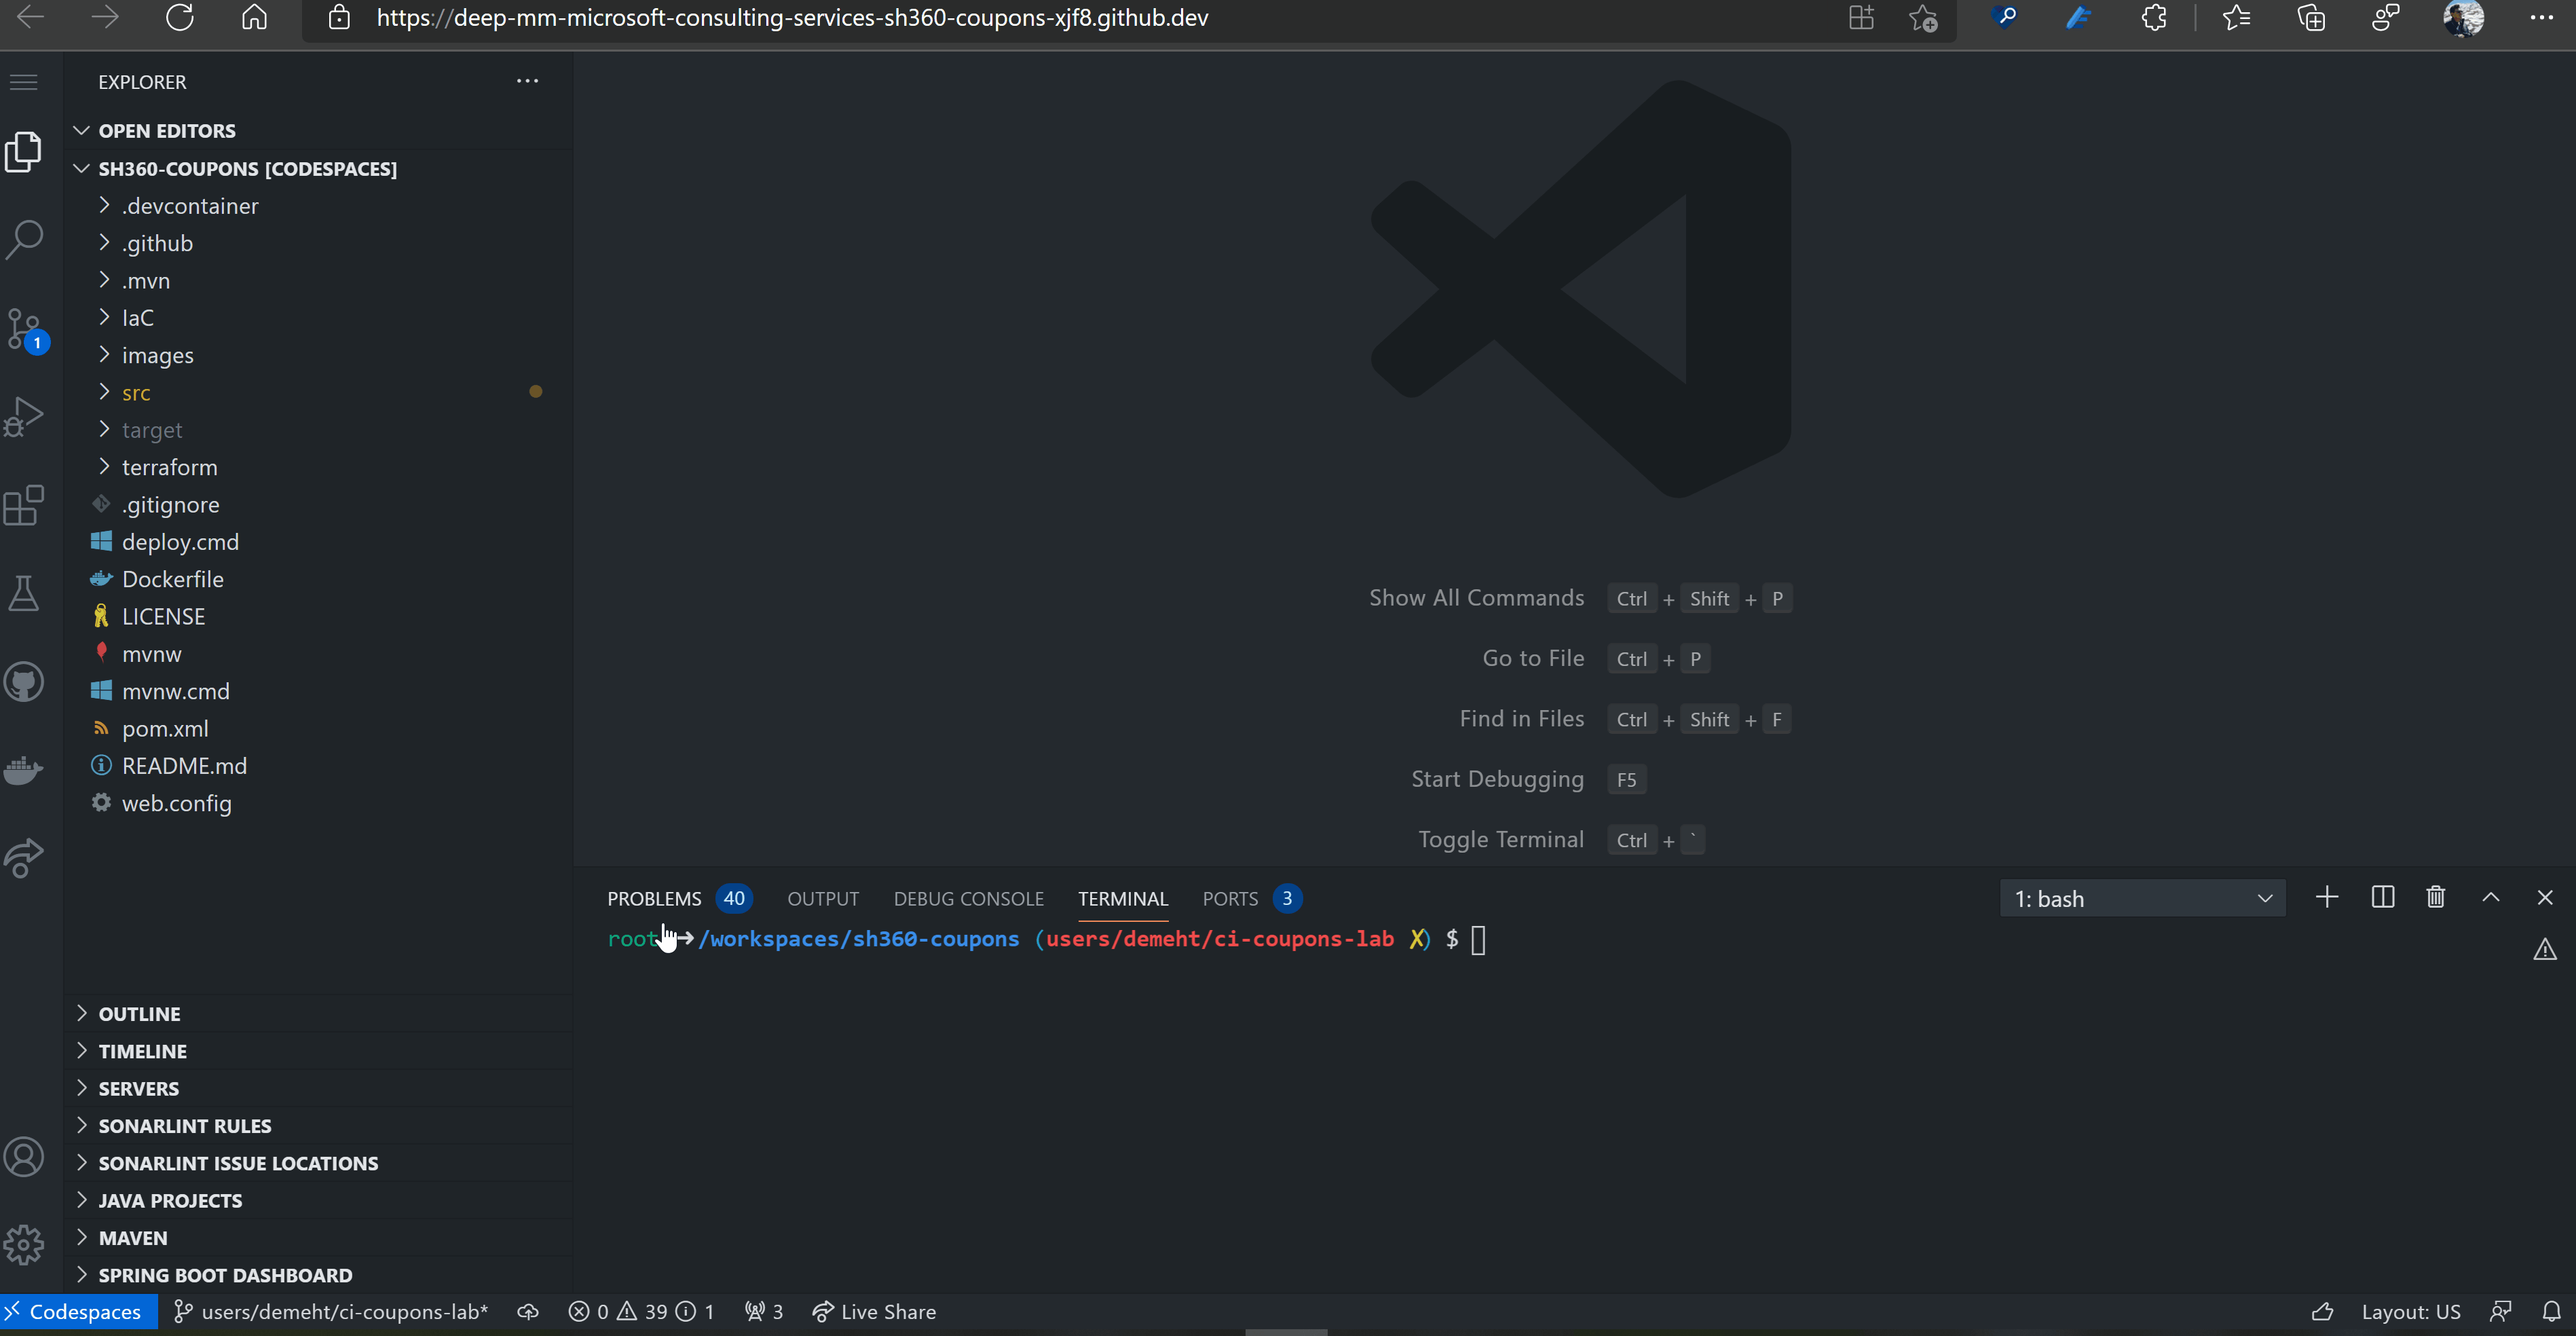 https://deep-mm-microsoft-consulting-services-sh360-coupons-xjf8.github.dev
EXPLORER
OPEN EDITORS
SH360-COUPONS [CODESPACES]
.devcontainer
.github
.mvn
IaC
images
src
target
terraform
.gitignore
deploy.cmd
Dockerfile
LICENSE
mvnw
mvnw.cmd
pom.xml
README.md
web.config
1
OUTLINE
TIMELINE
SERVERS
SONARLINT RULES
SONARLINT ISSUE LOCATIONS
JAVA PROJECTS
MAVEN
SPRING BOOT DASHBOARD
Show All Commands Ctrl + Shift + P
Go to File Ctrl + P
Find in Files Ctrl + Shift + F
Start Debugging F5
Toggle Terminal Ctrl + `
PROBLEMS 40 OUTPUT DEBUG CONSOLE TERMINAL PORTS 3 1: bash
root ➜ /workspaces/sh360-coupons (users/demeht/ci-coupons-lab ✗) $
Codespaces users/demeht/ci-coupons-lab* 0 39 1 3 Live Share Layout: US